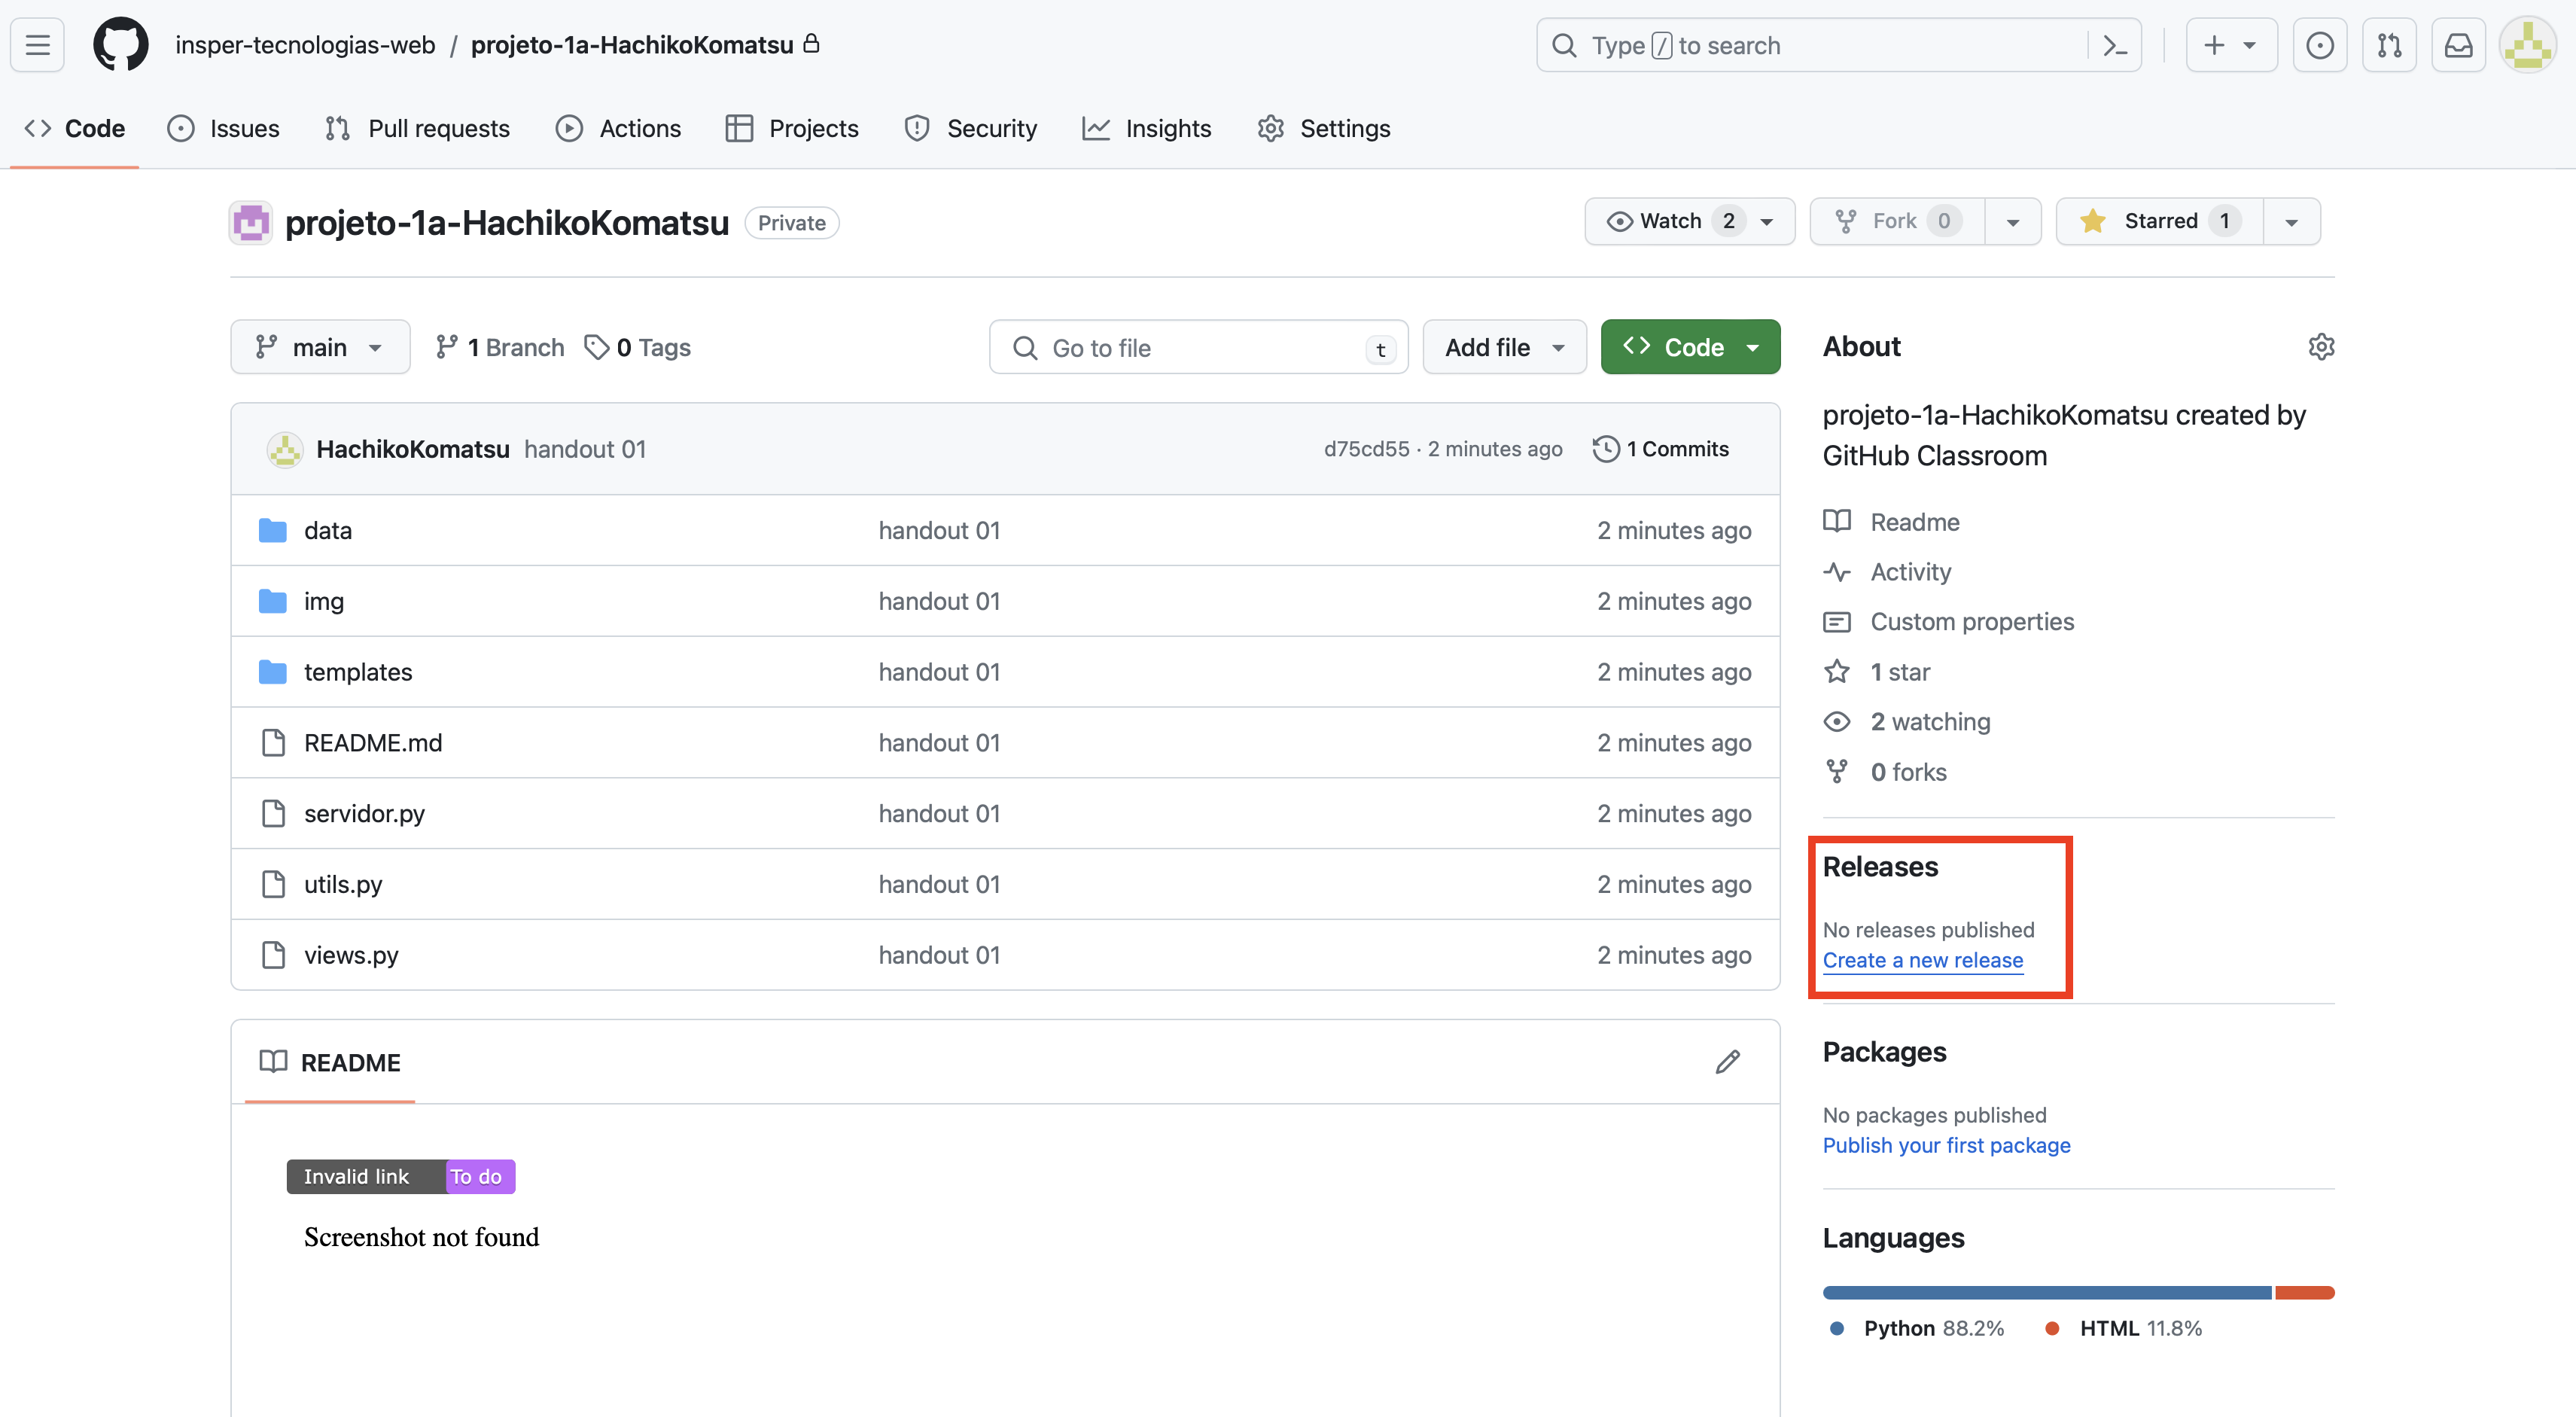 insper-tecnologias-web / projeto-1a-HachikoKomatsu
Type / to search
Code Issues Pull requests Actions Projects Security Insights Settings
projeto-1a-HachikoKomatsu Private
Watch 2 Fork 0 Starred 1
main 1 Branch 0 Tags
Go to file t Add file Code
HachikoKomatsu handout 01 d75cd55 · 2 minutes ago 1 Commits
data handout 01 2 minutes ago
img handout 01 2 minutes ago
templates handout 01 2 minutes ago
README.md handout 01 2 minutes ago
servidor.py handout 01 2 minutes ago
utils.py handout 01 2 minutes ago
views.py handout 01 2 minutes ago
README
Invalid link To do
Screenshot not found
About
projeto-1a-HachikoKomatsu created by
GitHub Classroom
Readme
Activity
Custom properties
1 star
2 watching
0 forks
Releases
No releases published
Create a new release
Packages
No packages published
Publish your first package
Languages
Python 88.2% HTML 11.8%